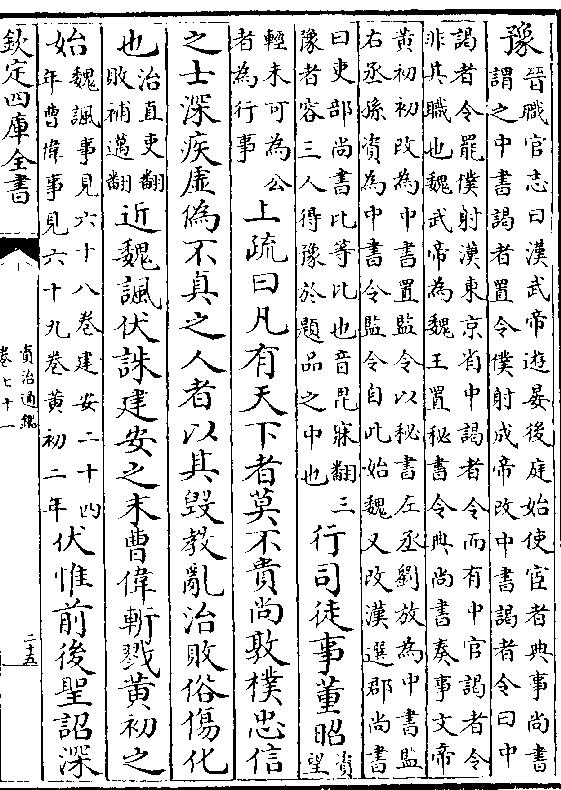 豫晉職官志曰漢武帝遊宴後庭始使宦者典事尚書
謂之中書謁者置令僕射成帝改中書謁者令曰中
謁者令罷僕射漢東京省中謁者令而有中官謁者令
非其職也魏武帝為魏王置秘書令典尚書奏事文帝
黄初初改為中書置監令以秘書左丞劉放為中書監
右丞孫資為中書令監令自此始魏又改漢選郡尚書
曰吏部尚書比等比也音毘寐翻三
豫者容三人得豫於題品之中也
行司徒事董昭資望
輕未可為公
者為行事
上疏曰凡有天下者莫不貴尚敦樸忠信
之士深疾虛偽不真之人者以其毁教亂治敗俗傷化
也治直吏翻
敗補邁翻
近魏諷伏誅建安之末曹偉斬戮黄初之
始魏諷事見六十八卷建安二十四
年曹偉事見六十九卷黄初二年
伏惟前後聖詔深
欽定四庫全書
資治通鑑
卷七十一
二十五